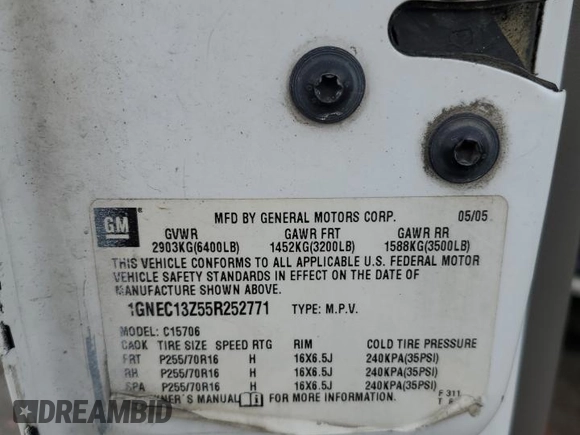 GM
MFD BY GENERAL MOTORS CORP. 05/05
GVWR GAWR FRT GAWR RR
2903KG(6400LB) 1452KG(3200LB) 1588KG(3500LB)
THIS VEHICLE CONFORMS TO ALL APPLICABLE U.S. FEDERAL MOTOR
VEHICLE SAFETY STANDARDS IN EFFECT ON THE DATE OF
MANUFACTURE SHOWN ABOVE.
1GNEC13Z55R252771 TYPE: M.P.V.
MODEL: C15706
TIRE SIZE SPEED RTG RIM COLD TIRE PRESSURE
FRT P255/70R16 H 16X6.5J 240KPA(35PSI)
RR P255/70R16 H 16X6.5J 240KPA(35PSI)
SPA P255/70R16 H 16X6.5J 240KPA(35PSI)
MANUAL FOR MORE INFORMATION.
F 311
DREAMBID